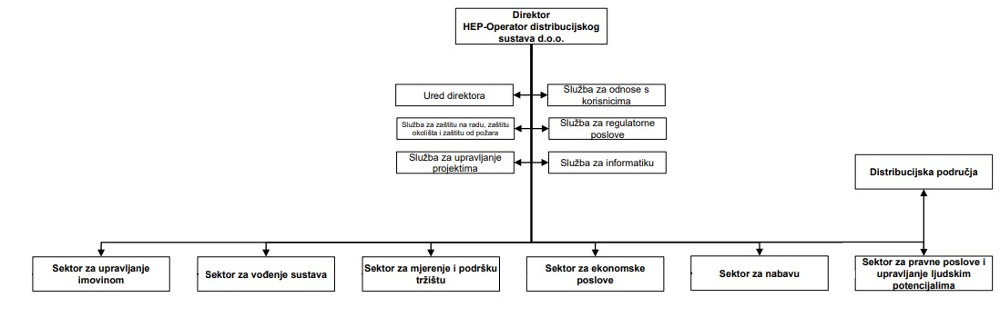 Direktor
HEP-Operator distribucijskog
sustava d.o.o.
Ured direktora
Služba za odnose s
korisnicima
Služba za zaštitu na radu, zaštitu
okoliša i zaštitu od požara
Služba za regulatorne
poslove
Služba za upravljanje
projektima
Služba za informatiku
Distribucijska područja
Sektor za upravljanje
imovinom
Sektor za vođenje sustava
Sektor za mjerenje i podršku
tržištu
Sektor za ekonomske
poslove
Sektor za nabavu
Sektor za pravne poslove i
upravljanje ljudskim
potencijalima